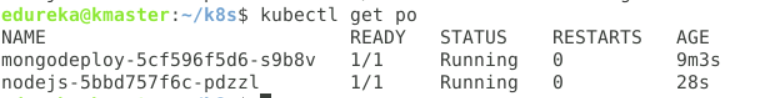 edureka@kmaster:~/k8s$ kubectl get po
NAME READY STATUS RESTARTS AGE
mongodeploy-5cf596f5d6-s9b8v 1/1 Running 0 9m3s
nodejs-5bbd757f6c-pdzzl 1/1 Running 0 28s